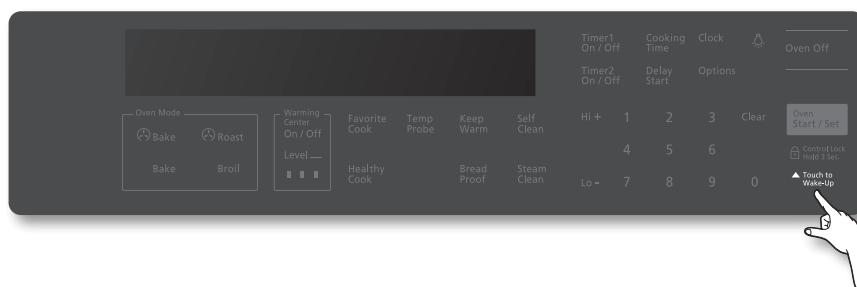 Timer1
On / Off
Cooking
Time
Clock
Oven Off
Timer2
On / Off
Delay
Start
Options
Oven Mode
Bake
Roast
Bake
Broil
Warming
Center
On / Off
Level
Favorite
Cook
Temp
Probe
Keep
Warm
Self
Clean
Healthy
Cook
Bread
Proof
Steam
Clean
Hi + 1 2 3 Clear
4 5 6
Lo - 7 8 9 0
Oven
Start / Set
Control Lock
Hold 3 Sec.
Touch to
Wake-Up